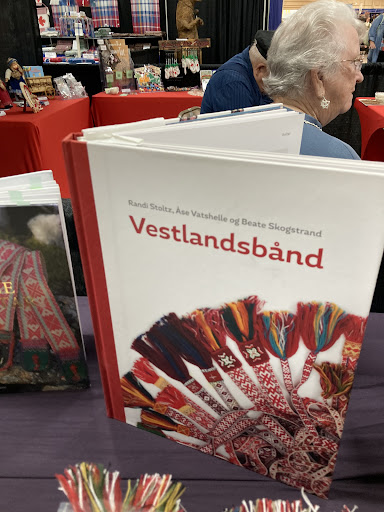 Randi Stoltz, Åse Vatshelle og Beate Skogstrand
Vestlandsbånd